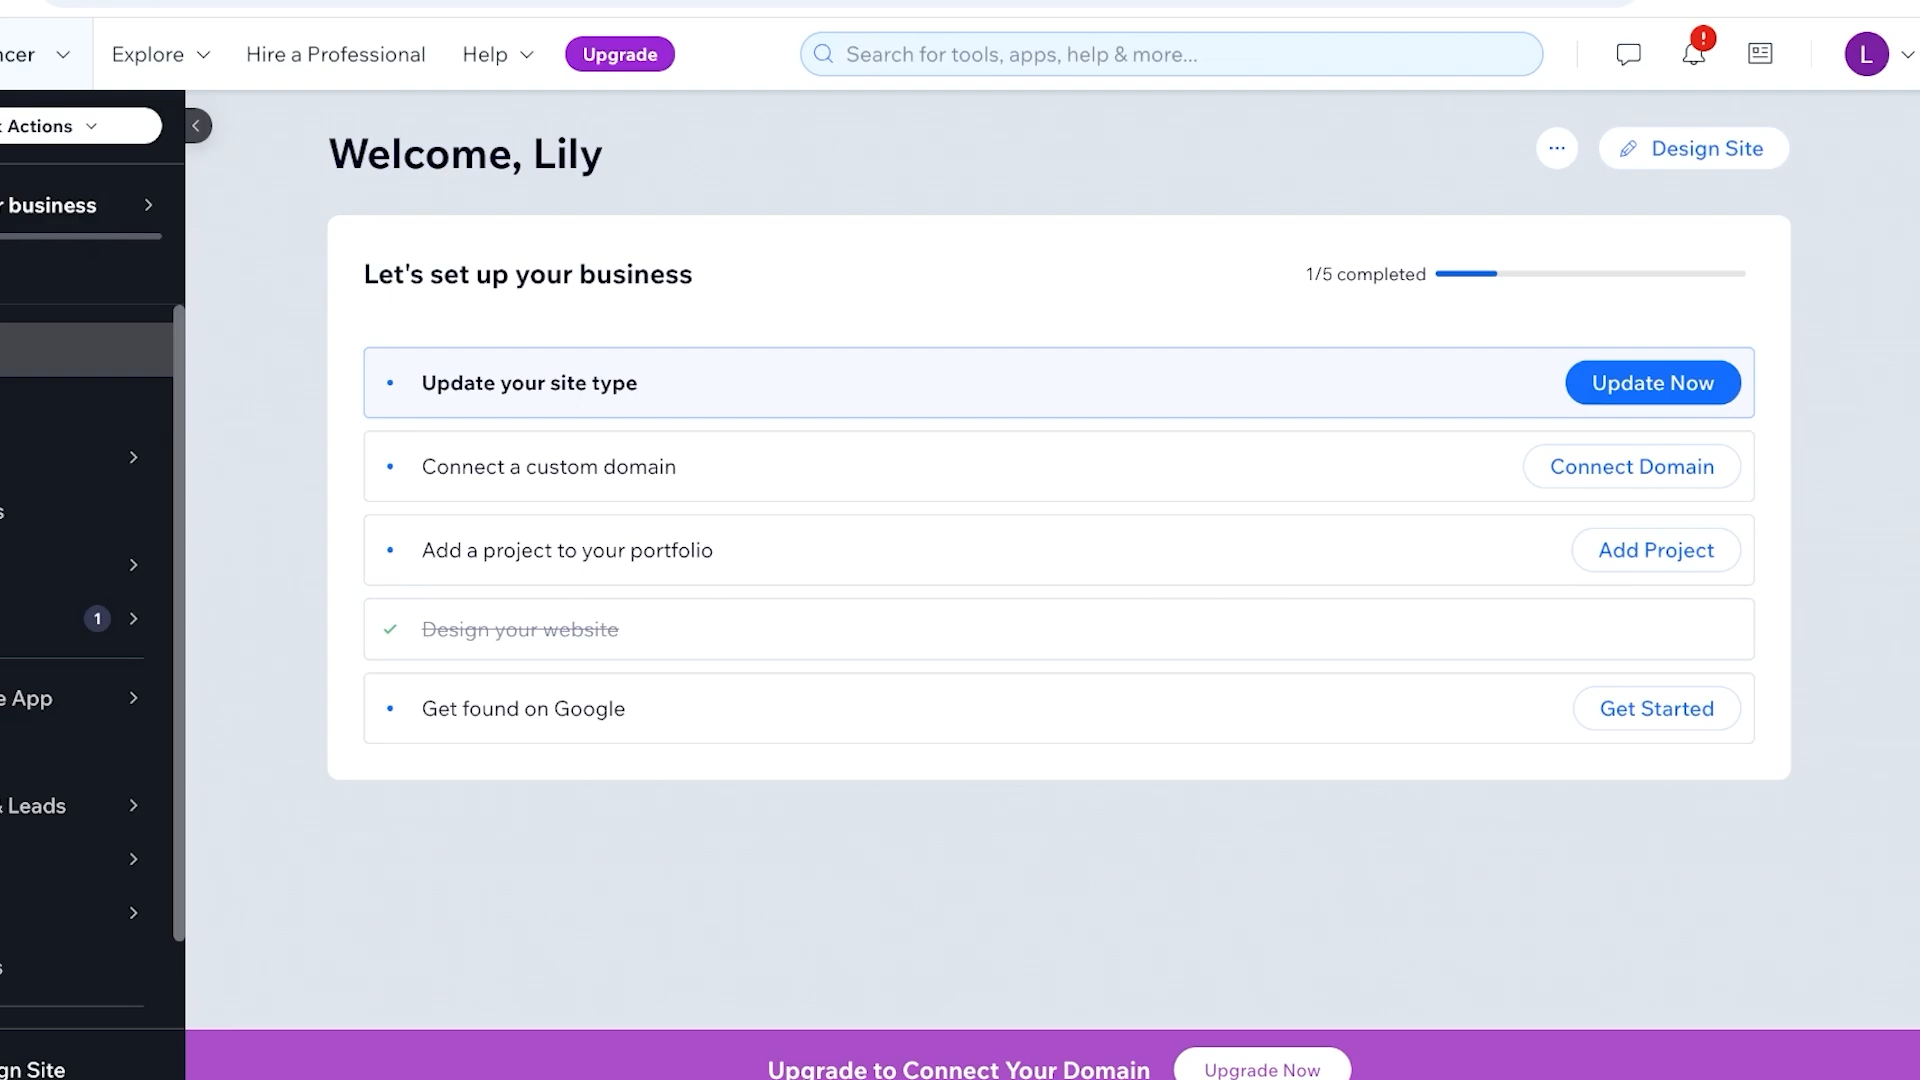 Explore
Hire a Professional
Help
Upgrade
Search for tools, apps, help & more...
!
L
Actions
Welcome, Lily
...
Design Site
business
Let's set up your business
1/5 completed
Update your site type
Update Now
Connect a custom domain
Connect Domain
Add a project to your portfolio
Add Project
1
Design your website
App
Get found on Google
Get Started
& Leads
Site
Upgrade to Connect Your Domain
Upgrade Now